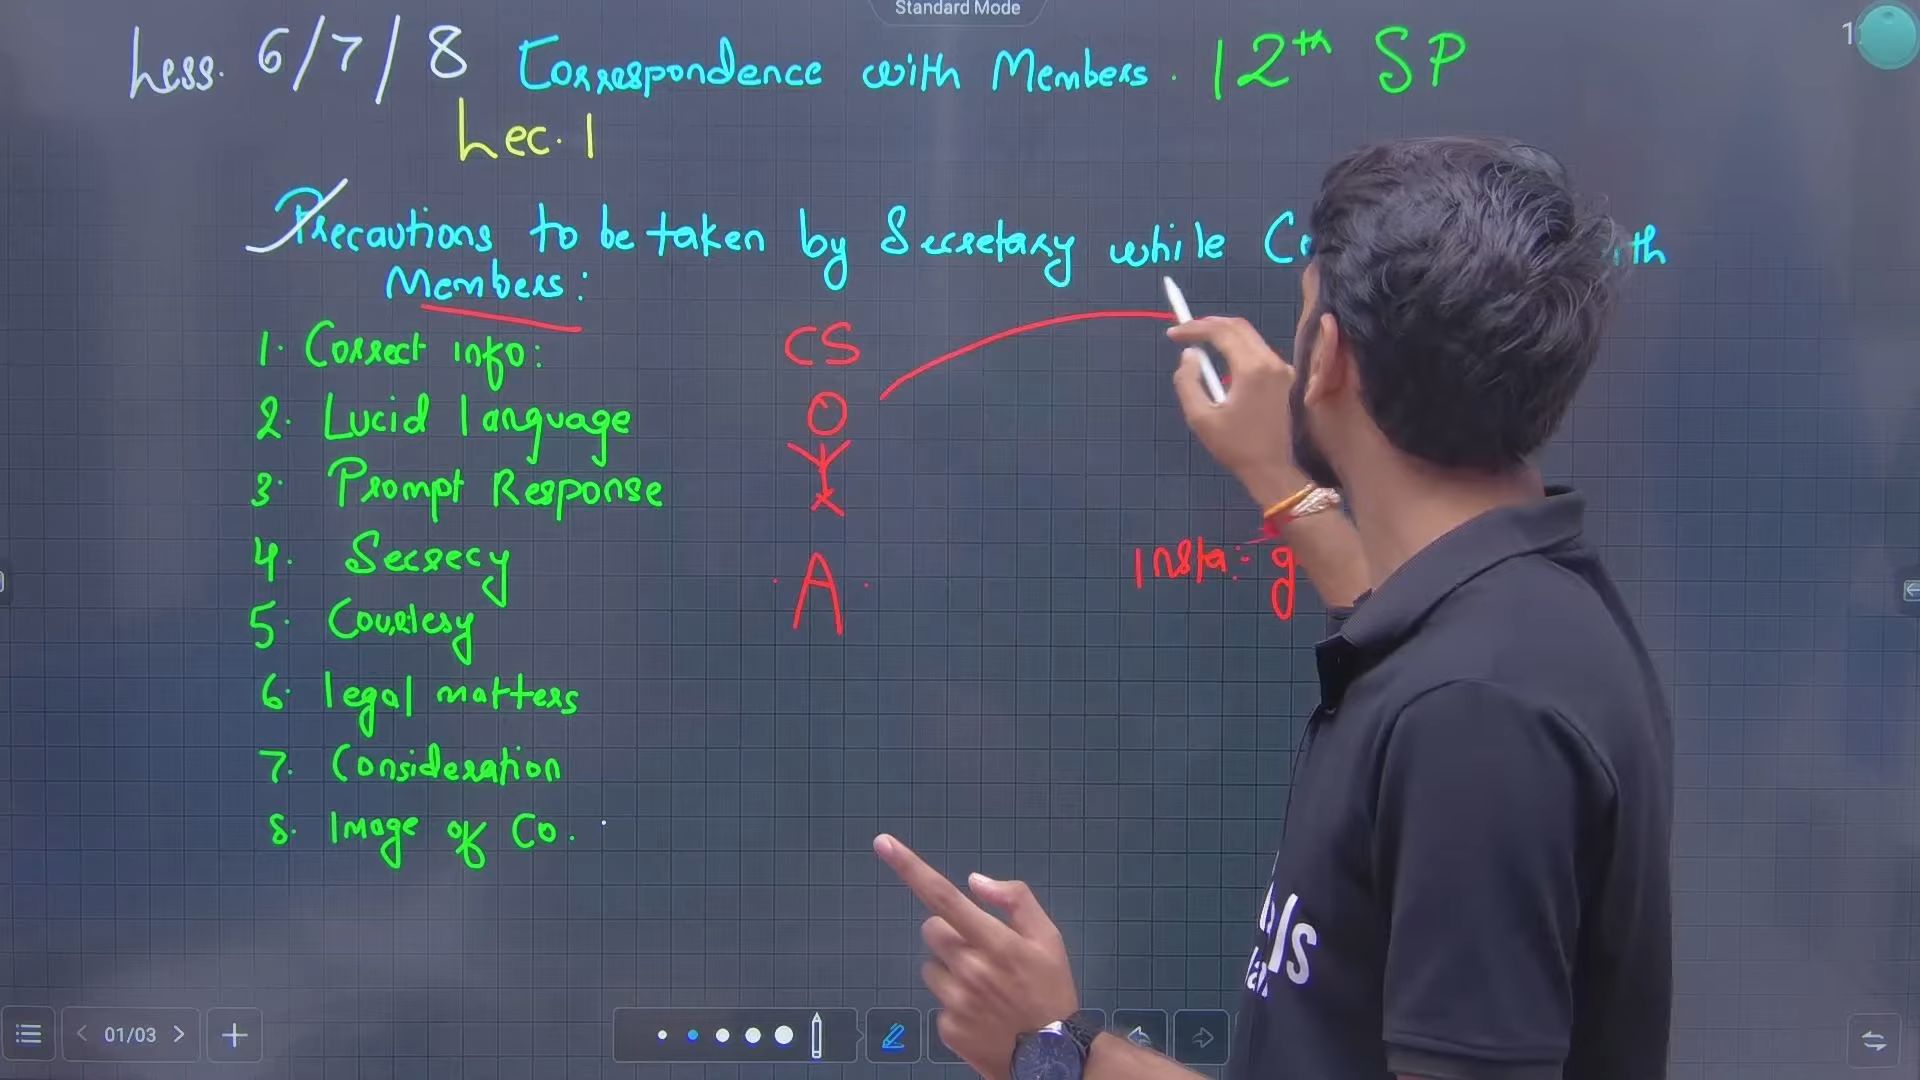 Standard Mode
Less. 6/7/8 Correspondence with Members. 12th SP
Lec. 1
Precautions to be taken by Secretary while
Members:
1. Correct info:
2. Lucid language
3. Prompt Response
4. Secrecy
5. Courtesy
6. legal matters
7. Consideration
8. Image of Co.
CS
A
Insta:- g
01/03